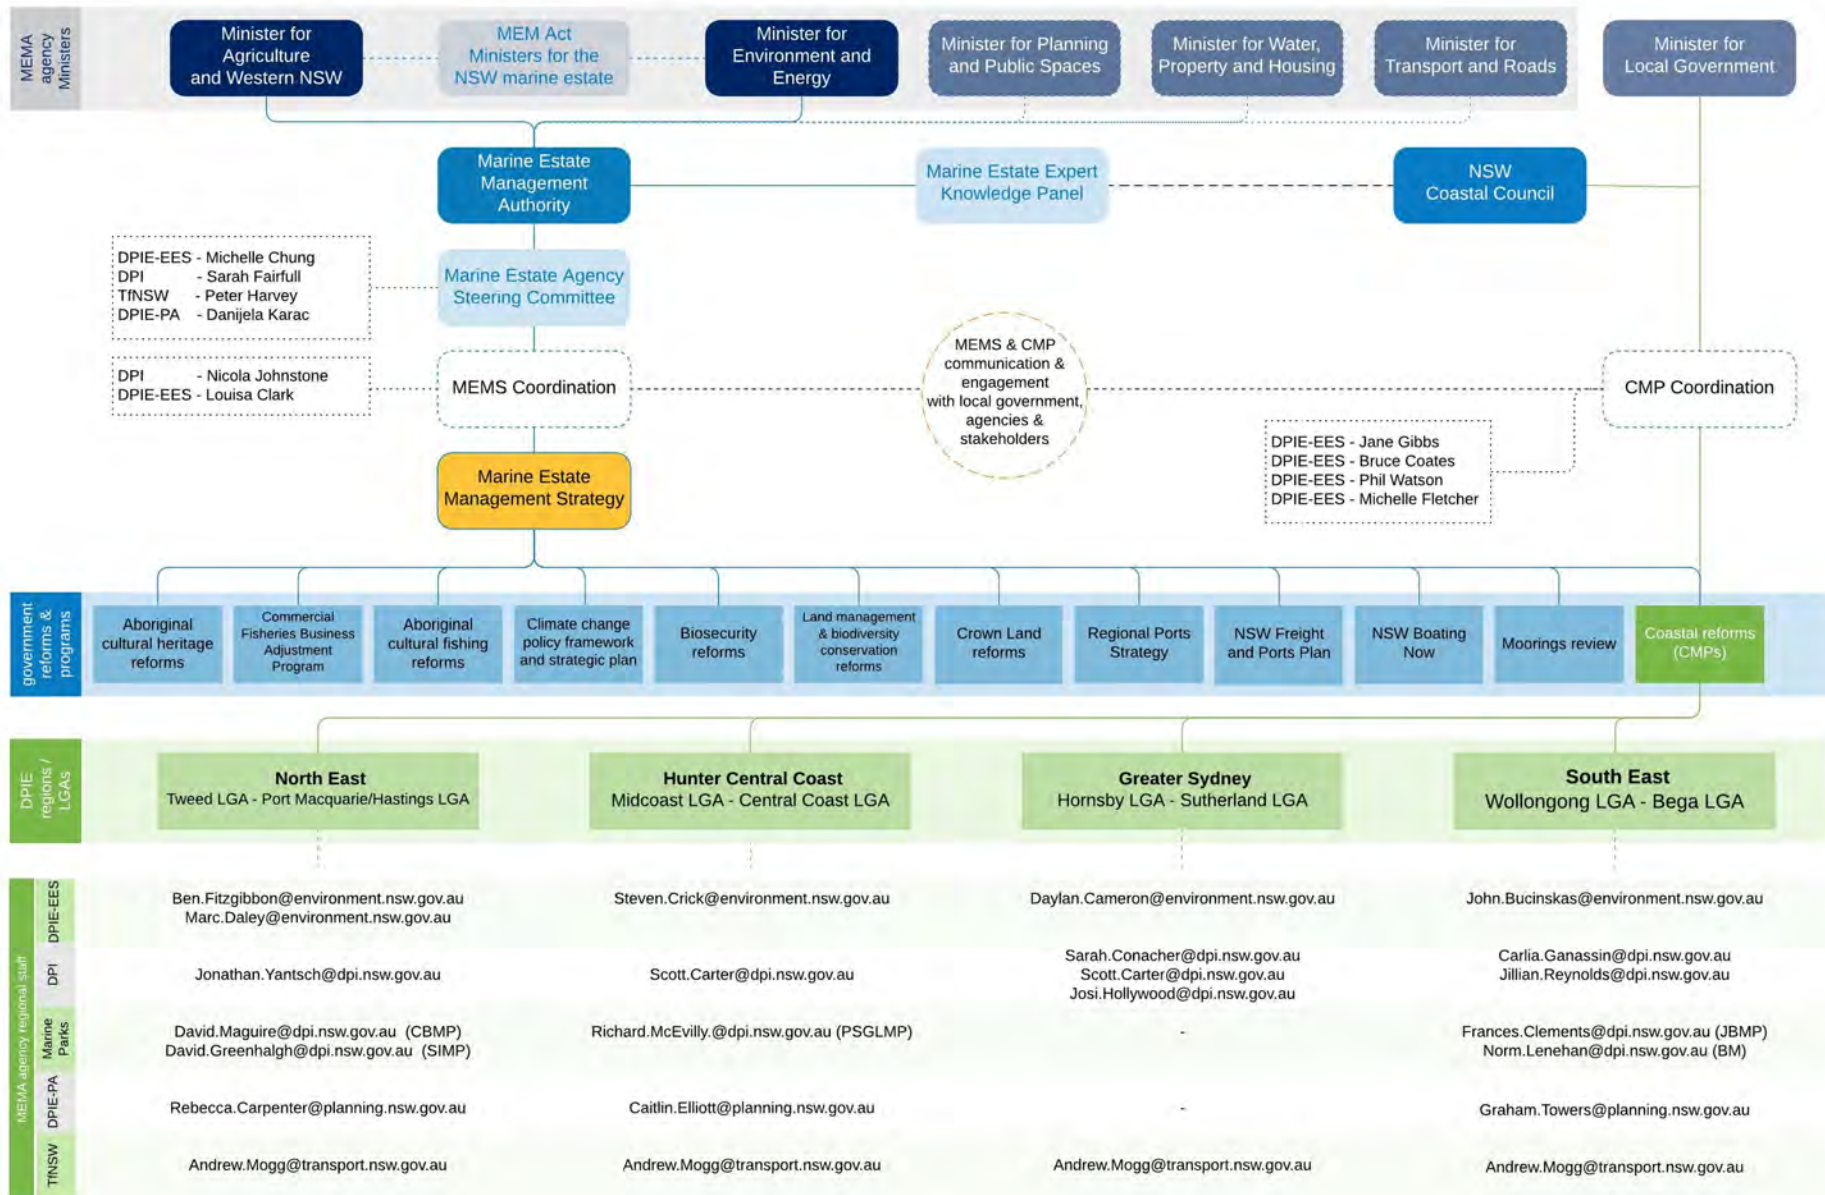 MEMA
agency
Ministers
Minister for
Agriculture
and Western NSW
MEM Act
Ministers for the
NSW marine estate
Minister for
Environment and
Energy
Minister for Planning
and Public Spaces
Minister for Water,
Property and Housing
Minister for
Transport and Roads
Minister for
Local Government
Marine Estate
Management
Authority
Marine Estate Expert
Knowledge Panel
NSW
Coastal Council
DPIE-EES - Michelle Chung
DPI - Sarah Fairfull
TfNSW - Peter Harvey
DPIE-PA - Danijela Karac
Marine Estate Agency
Steering Committee
DPI - Nicola Johnstone
DPIE-EES - Louisa Clark
MEMS Coordination
MEMS & CMP
communication &
engagement
with local government,
agencies &
stakeholders
CMP Coordination
DPIE-EES - Jane Gibbs
DPIE-EES - Bruce Coates
DPIE-EES - Phil Watson
DPIE-EES - Michelle Fletcher
Marine Estate
Management Strategy
government
reforms &
programs
Aboriginal
cultural heritage
reforms
Commercial
Fisheries Business
Adjustment
Program
Aboriginal
cultural fishing
reforms
Climate change
policy framework
and strategic plan
Biosecurity
reforms
Land management
& biodiversity
conservation
reforms
Crown Land
reforms
Regional Ports
Strategy
NSW Freight
and Ports Plan
NSW Boating
Now
Moorings review
Coastal reforms
(CMPs)
DPIE
regions /
LGAs
North East
Tweed LGA - Port Macquarie/Hastings LGA
Hunter Central Coast
Midcoast LGA - Central Coast LGA
Greater Sydney
Hornsby LGA - Sutherland LGA
South East
Wollongong LGA - Bega LGA
MEMA agency regional staff
DPIE-EES
Ben.Fitzgibbon@environment.nsw.gov.au
Marc.Daley@environment.nsw.gov.au
Steven.Crick@environment.nsw.gov.au
Daylan.Cameron@environment.nsw.gov.au
John.Bucinskas@environment.nsw.gov.au
DPI
Jonathan.Yantsch@dpi.nsw.gov.au
Scott.Carter@dpi.nsw.gov.au
Sarah.Conacher@dpi.nsw.gov.au
Scott.Carter@dpi.nsw.gov.au
Josi.Hollywood@dpi.nsw.gov.au
Carlia.Ganassin@dpi.nsw.gov.au
Jillian.Reynolds@dpi.nsw.gov.au
Marine
Parks
David.Maguire@dpi.nsw.gov.au (CBMP)
David.Greenhalgh@dpi.nsw.gov.au (SIMP)
Richard.McEvilly.@dpi.nsw.gov.au (PSGLMP)
-
Frances.Clements@dpi.nsw.gov.au (JBMP)
Norm.Lenehan@dpi.nsw.gov.au (BM)
DPIE-PA
Rebecca.Carpenter@planning.nsw.gov.au
Caitlin.Elliott@planning.nsw.gov.au
-
Graham.Towers@planning.nsw.gov.au
TfNSW
Andrew.Mogg@transport.nsw.gov.au
Andrew.Mogg@transport.nsw.gov.au
Andrew.Mogg@transport.nsw.gov.au
Andrew.Mogg@transport.nsw.gov.au